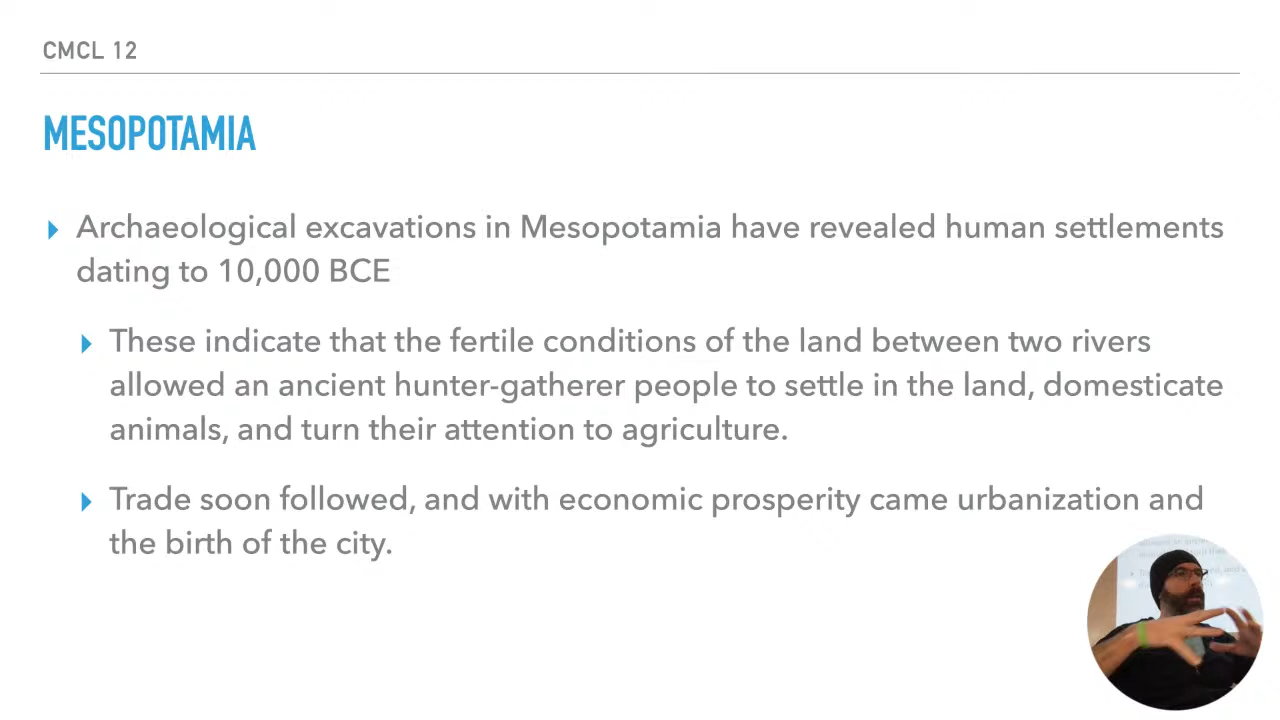 CMCL 12
MESOPOTAMIA
Archaeological excavations in Mesopotamia have revealed human settlements
dating to 10,000 BCE
These indicate that the fertile conditions of the land between two rivers
allowed an ancient hunter-gatherer people to settle in the land, domesticate
animals, and turn their attention to agriculture.
Trade soon followed, and with economic prosperity came urbanization and
the birth of the city.